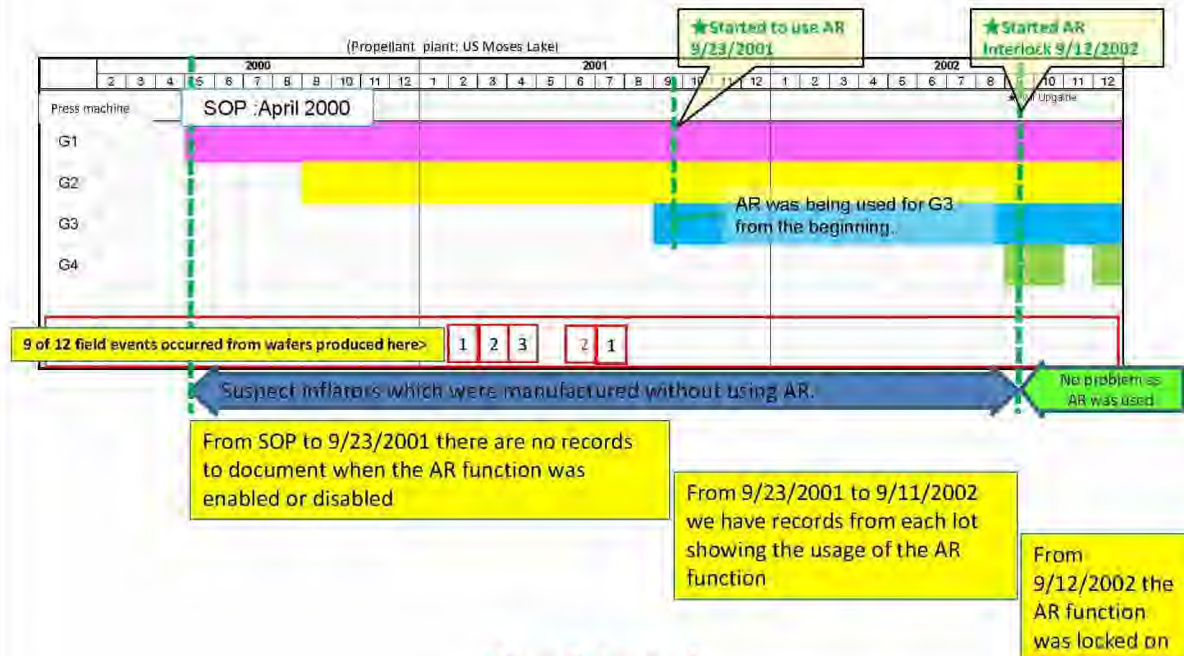 ★Started to use AR
9/23/2001
★Started AR
Interlock 9/12/2002
(Propellant plant: US Moses Lake)
2000 2001 2002
2 3 4 5 6 7 8 9 10 11 12 1 2 3 4 5 6 7 8 9 10 11 12 1 2 3 4 5 6 7 8 10 11 12
Press machine
SOP :April 2000
G1
G2
G3
AR was being used for G3
from the beginning.
G4
9 of 12 field events occurred from wafers produced here>
1 2 3 2 1
Suspect Inflators which were manufactured without using AR.
No problem as
AR was used
From SOP to 9/23/2001 there are no records
to document when the AR function was
enabled or disabled
From 9/23/2001 to 9/11/2002
we have records from each lot
showing the usage of the AR
function
From
9/12/2002 the
AR function
was locked on